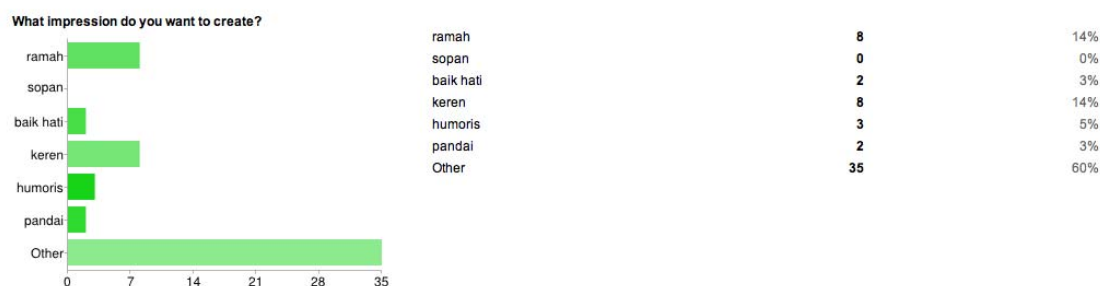 What impression do you want to create?
ramah
sopan
baik hati
keren
humoris
pandai
Other
0 7 14 21 28 35
ramah 8 14%
sopan 0 0%
baik hati 2 3%
keren 8 14%
humoris 3 5%
pandai 2 3%
Other 35 60%